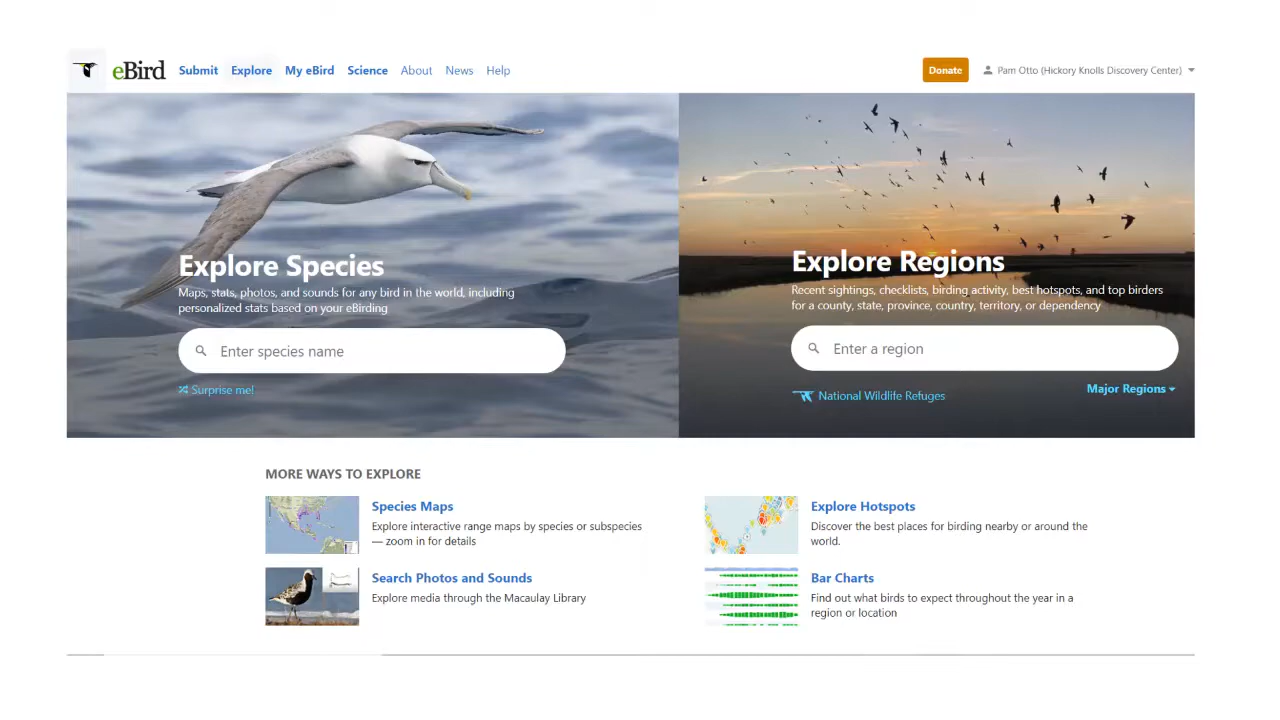 eBird Submit Explore My eBird Science About News Help Donate Pam Otto (Hickory Knolls Discovery Center)
Explore Species
Maps, stats, photos, and sounds for any bird in the world, including
personalized stats based on your eBirding
Enter species name
Surprise me!
Explore Regions
Recent sightings, checklists, birding activity, best hotspots, and top birders
for a county, state, province, country, territory, or dependency
Enter a region
National Wildlife Refuges
Major Regions
MORE WAYS TO EXPLORE
Species Maps
Explore interactive range maps by species or subspecies
— zoom in for details
Explore Hotspots
Discover the best places for birding nearby or around the
world.
Search Photos and Sounds
Explore media through the Macaulay Library
Bar Charts
Find out what birds to expect throughout the year in a
region or location